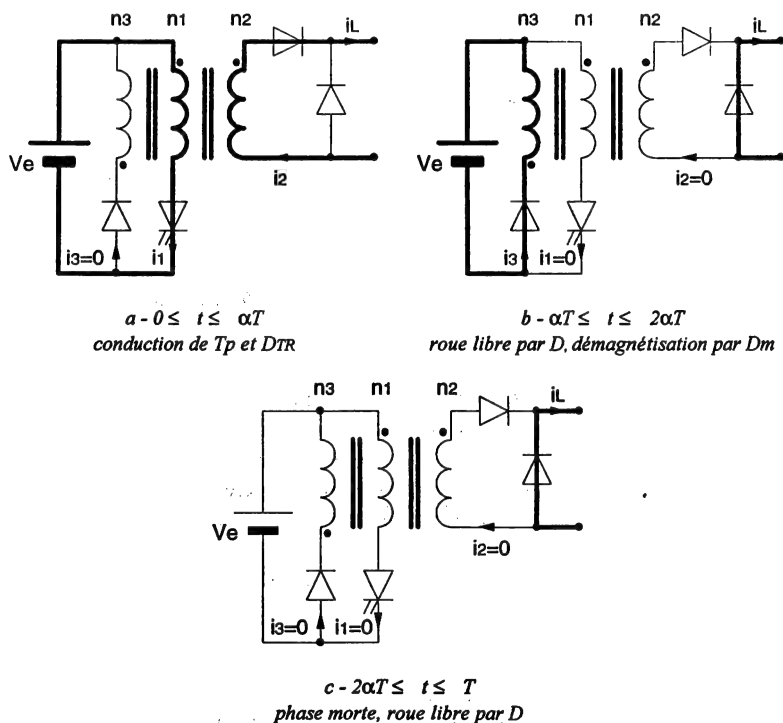 n3 n1 n2 iL
Ve
i2
i3=0 i1
a - 0 ≤ t ≤ αT
conduction de Tp et DTR
n3 n1 n2 iL
Ve
i2=0
i3 i1=0
b - αT ≤ t ≤ 2αT
roue libre par D, démagnétisation par Dm
n3 n1 n2 iL
Ve
i2=0
i3=0 i1=0
c - 2αT ≤ t ≤ T
phase morte, roue libre par D